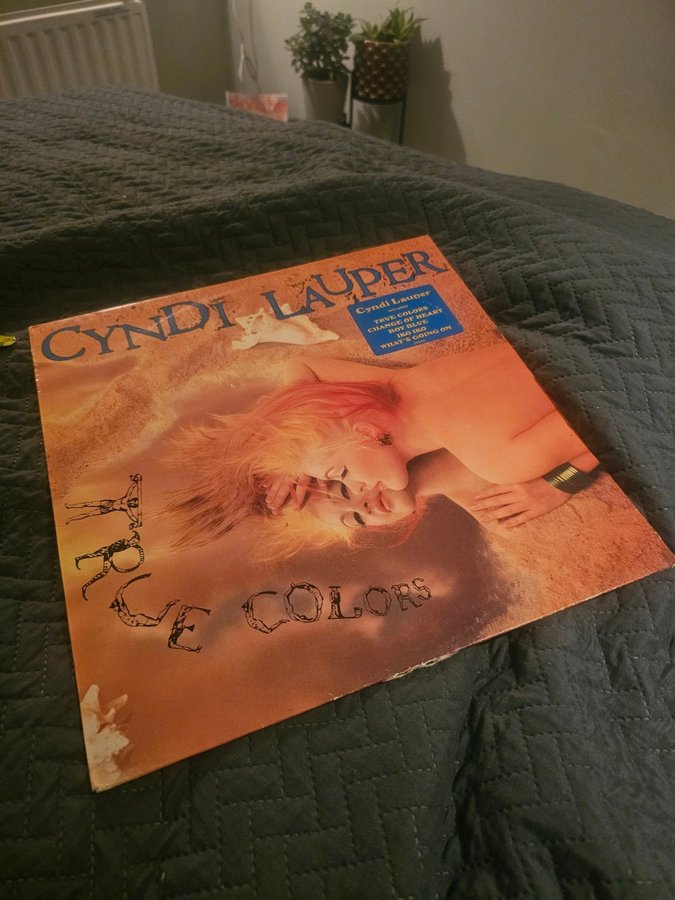 CYNDI LAUPER
Cyndi Lauper
TRUE COLORS
CHANGE OF HEART
BOY BLUE
IKO IKO
WHAT'S GOING ON
TRUE COLORS